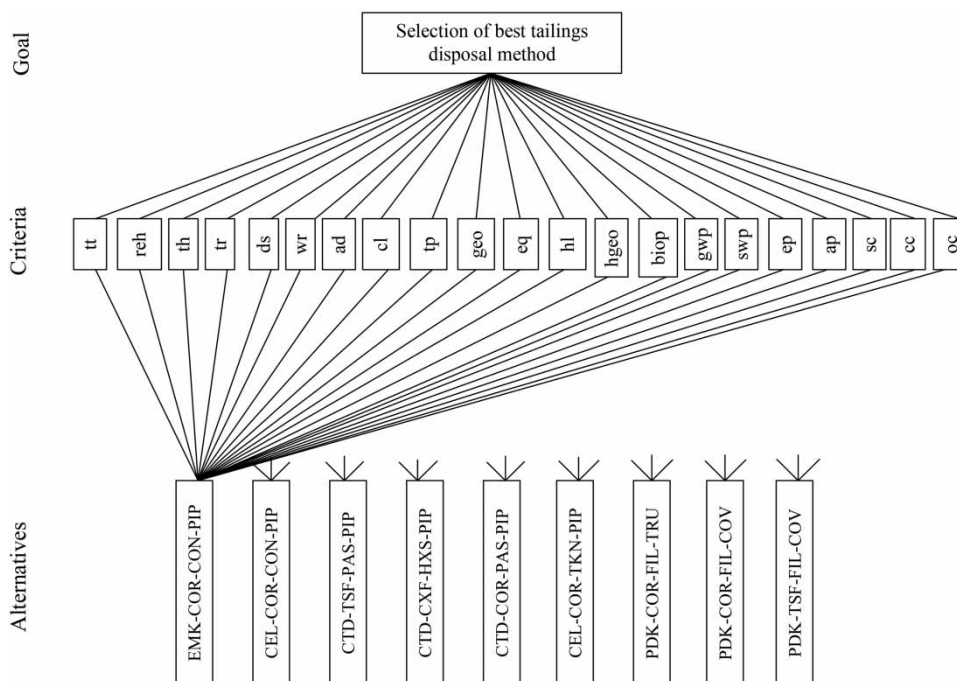 Goal
Selection of best tailings
disposal method
Criteria
tt
reh
th
tr
ds
wr
ad
cl
tp
geo
eq
hl
hgeo
biop
gwp
swp
ep
ap
sc
cc
oc
Alternatives
EMK-COR-CON-PIP
CEL-COR-CON-PIP
CTD-TSF-PAS-PIP
CTD-CXF-HXS-PIP
CTD-COR-PAS-PIP
CEL-COR-TKN-PIP
PDK-COR-FIL-TRU
PDK-COR-FIL-COV
PDK-TSF-FIL-COV